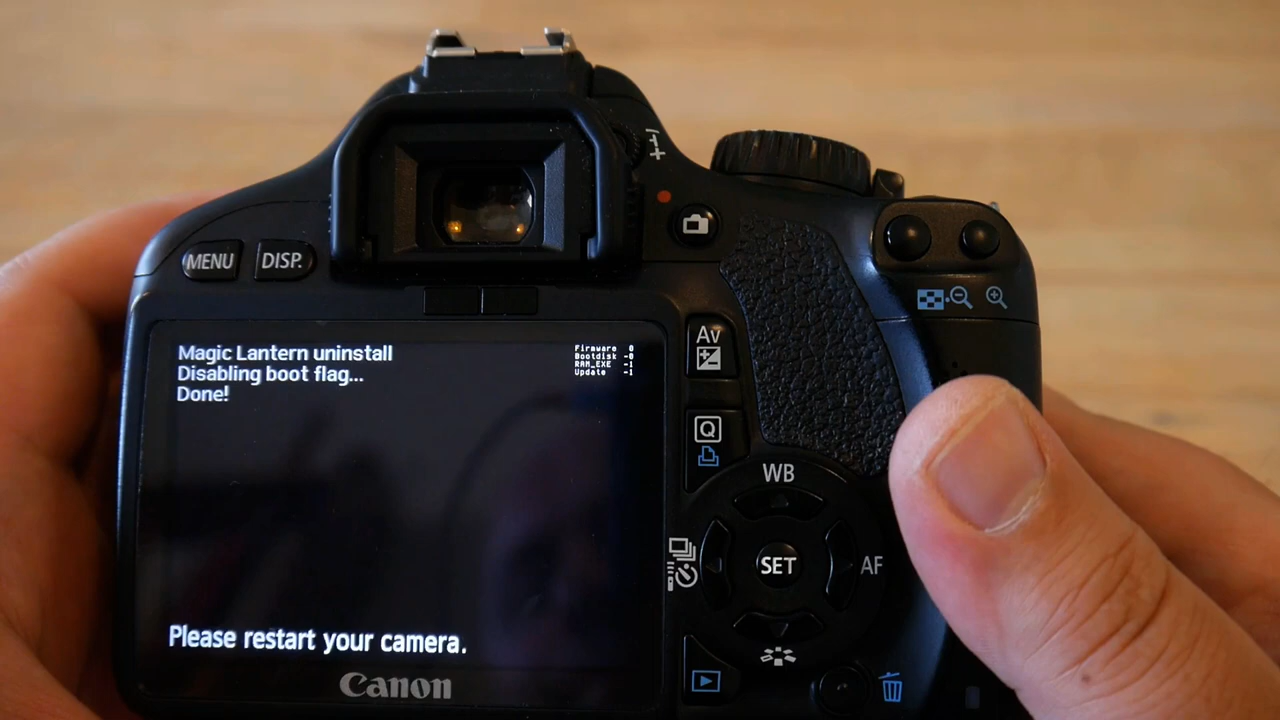 MENU
DISP.
Magic Lantern uninstall
Disabling boot flag...
Done!
Firmware 0
Bootdisk -0
RAM_EXE -1
Update -1
Please restart your camera.
Canon
Av
Q
WB
SET
AF